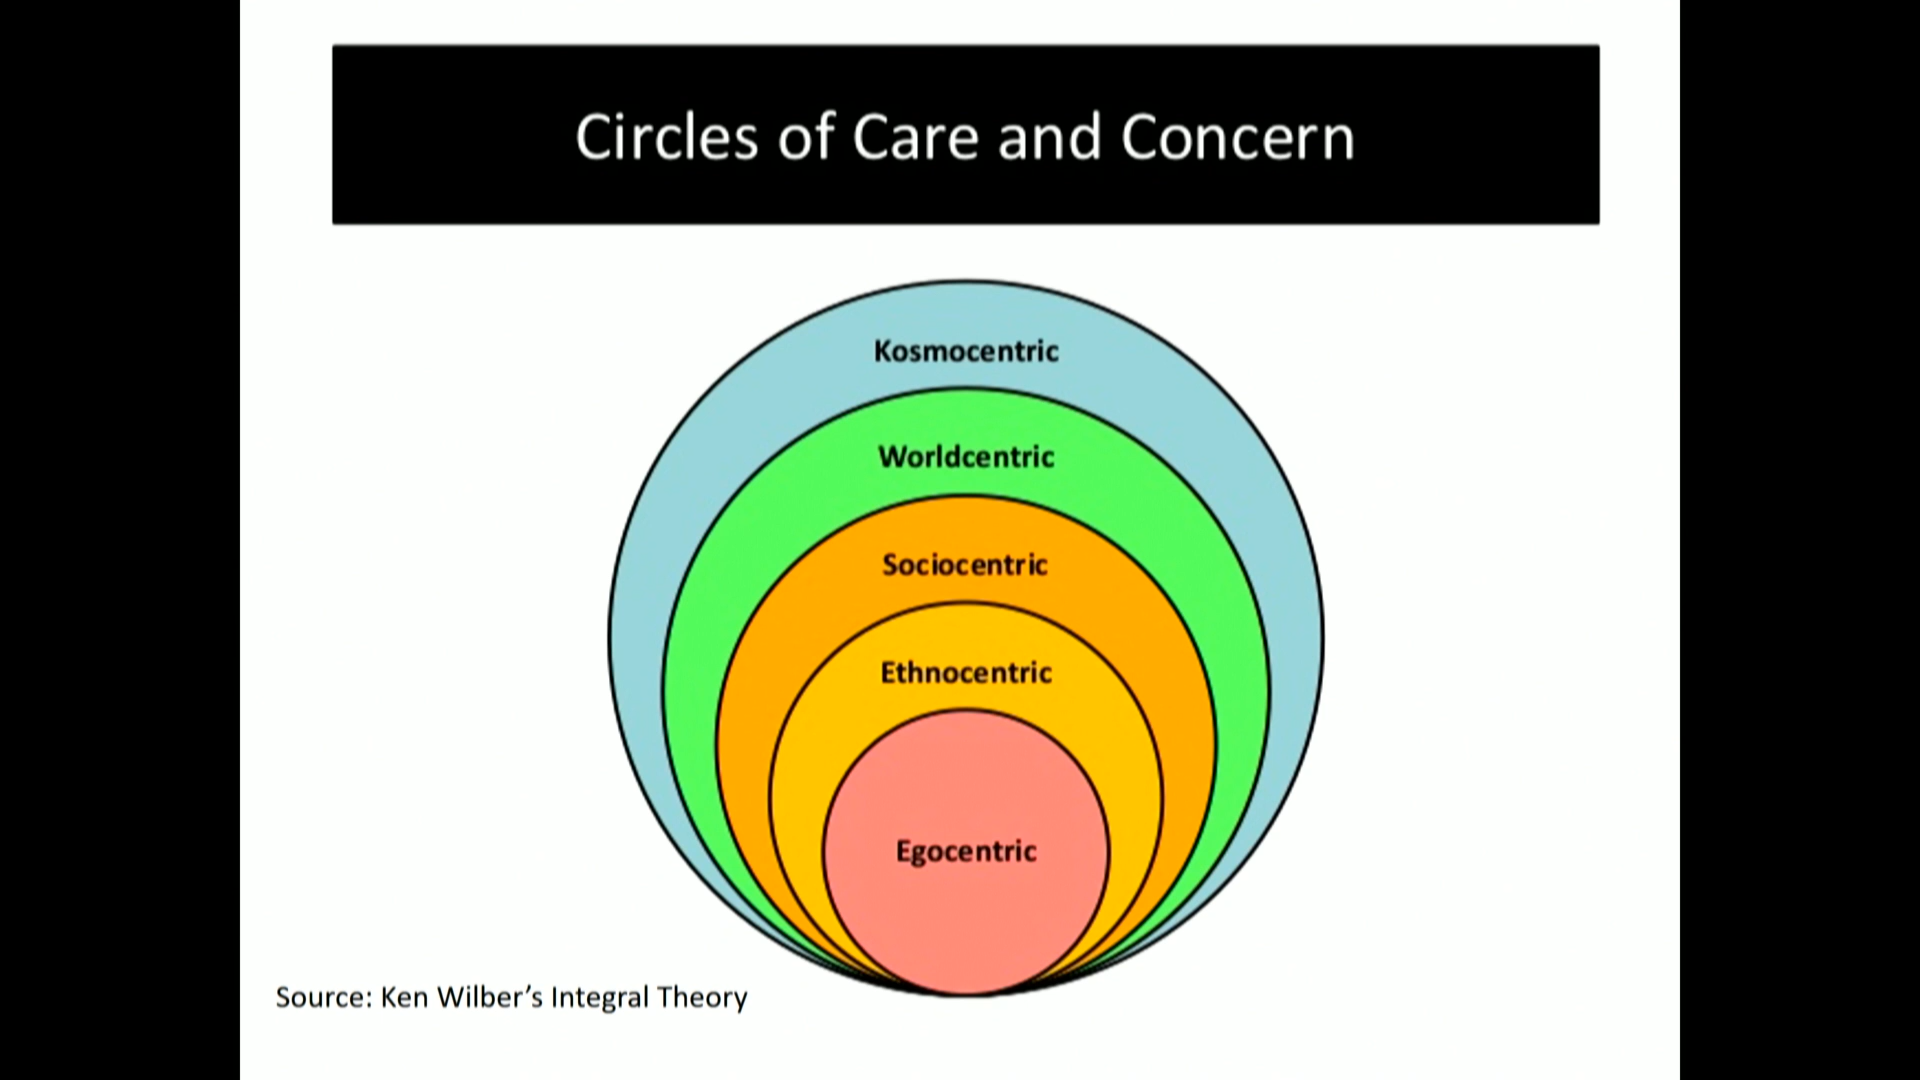 Circles of Care and Concern
Kosmocentric
Worldcentric
Sociocentric
Ethnocentric
Egocentric
Source: Ken Wilber’s Integral Theory